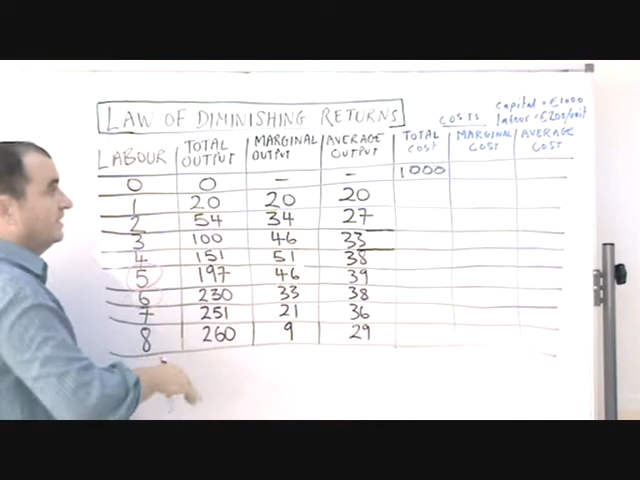 LAW OF DIMINISHING RETURNS
COSTS capital = €1000
labour = €200/unit
LABOUR TOTAL OUTPUT MARGINAL OUTPUT AVERAGE OUTPUT TOTAL COST MARGINAL COST AVERAGE COST
0 0 - - 1000
1 20 20 20
2 54 34 27
3 100 46 33
4 151 51 38
5 197 46 39
6 230 33 38
7 251 21 36
8 260 9 29